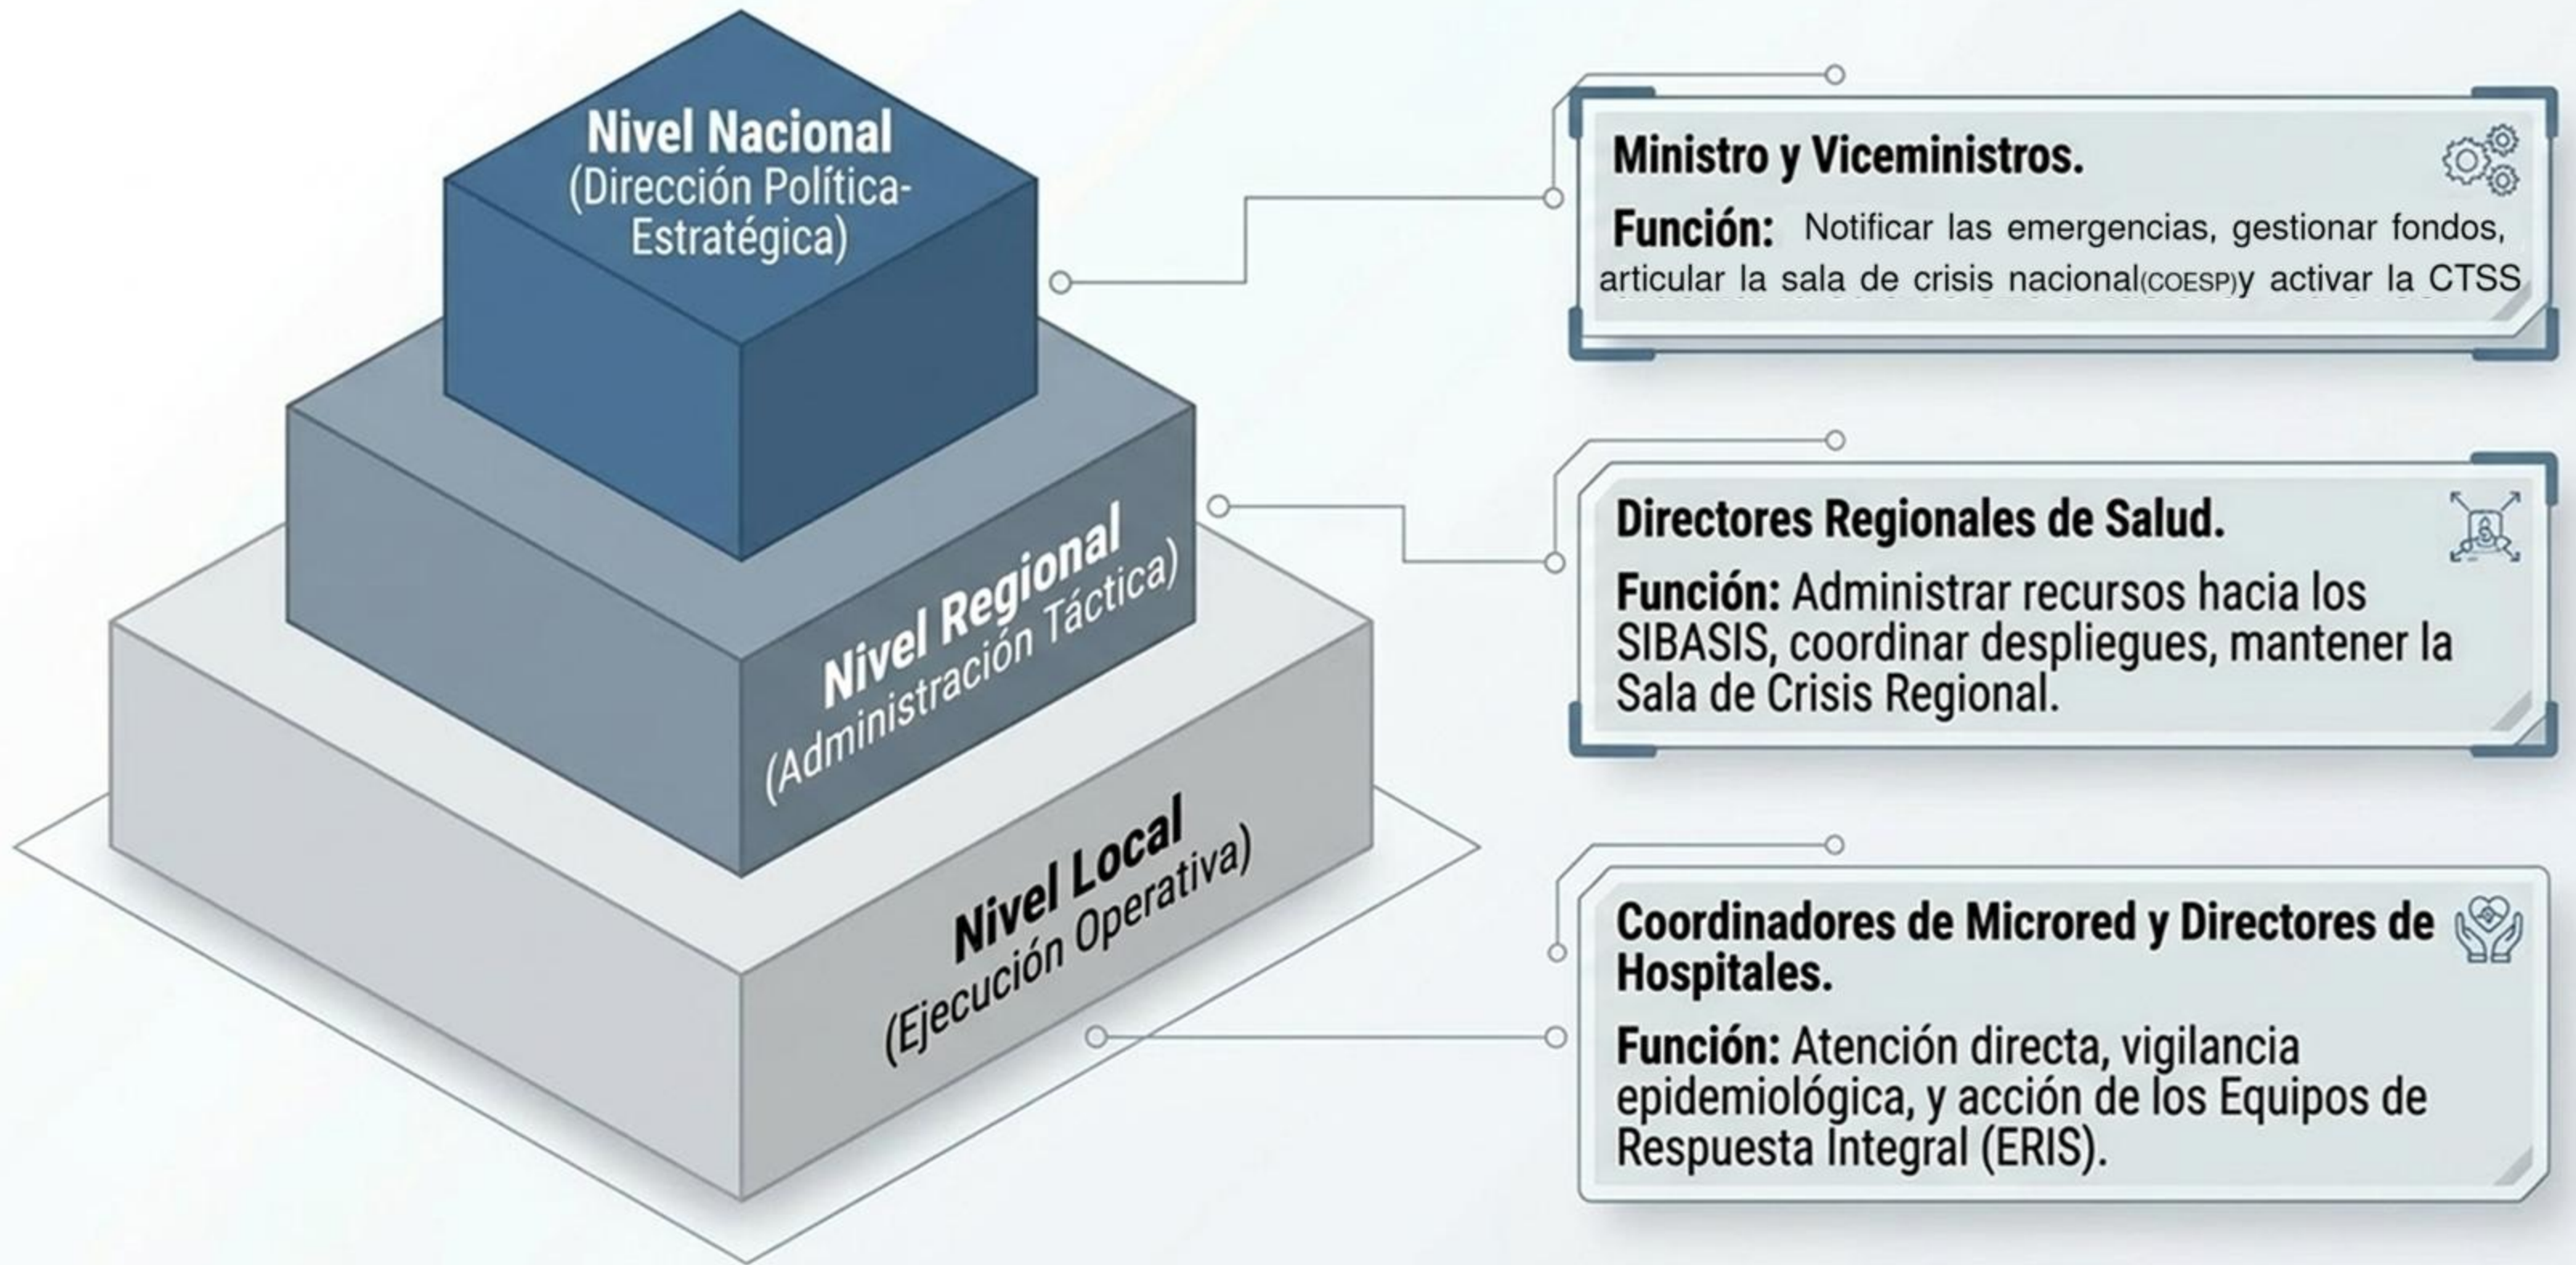 Nivel Nacional
(Dirección Política-
Estratégica)
Nivel Regional
(Administración Táctica)
Nivel Local
(Ejecución Operativa)
Ministro y Viceministros.
Función: Notificar las emergencias, gestionar fondos,
articular la sala de crisis nacional(COESP)y activar la CTSS
Directores Regionales de Salud.
Función: Administrar recursos hacia los
SIBASIS, coordinar despliegues, mantener la
Sala de Crisis Regional.
Coordinadores de Microred y Directores de
Hospitales.
Función: Atención directa, vigilancia
epidemiológica, y acción de los Equipos de
Respuesta Integral (ERIS).